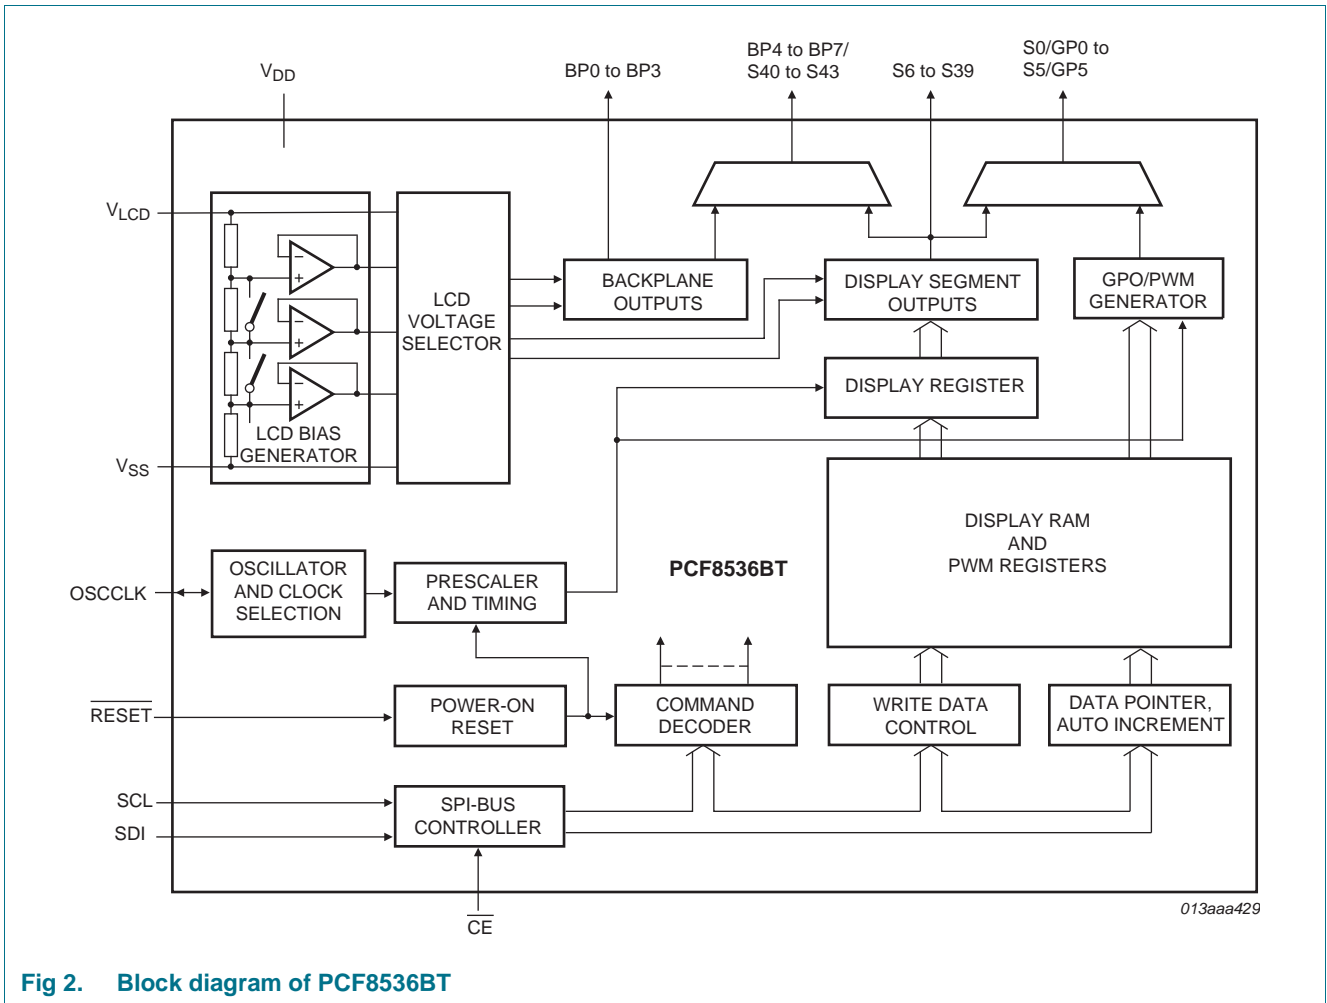 BP4 to BP7/
S40 to S43
S0/GP0 to
S5/GP5
VDD
BP0 to BP3
S6 to S39
VLCD
LCD
VOLTAGE
SELECTOR
BACKPLANE
OUTPUTS
DISPLAY SEGMENT
OUTPUTS
GPO/PWM
GENERATOR
DISPLAY REGISTER
LCD BIAS
GENERATOR
VSS
DISPLAY RAM
AND
PWM REGISTERS
PCF8536BT
OSCCLK
OSCILLATOR
AND CLOCK
SELECTION
PRESCALER
AND TIMING
RESET
POWER-ON
RESET
COMMAND
DECODER
WRITE DATA
CONTROL
DATA POINTER,
AUTO INCREMENT
SCL
SDI
SPI-BUS
CONTROLLER
CE
013aaa429
Fig 2. Block diagram of PCF8536BT